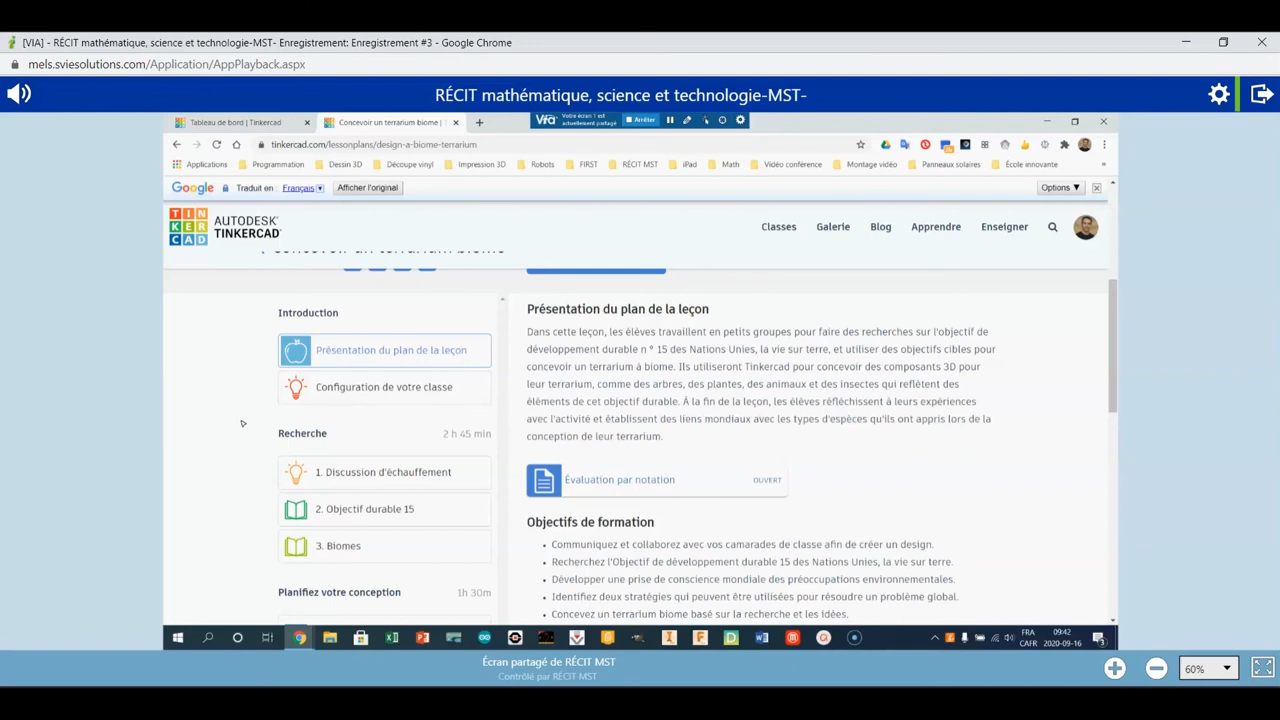 [VIA] - RÉCIT mathématique, science et technologie-MST- Enregistrement: Enregistrement #3 - Google Chrome
mels.sviesolutions.com/Application/AppPlayback.aspx
RÉCIT mathématique, science et technologie-MST-
Tableau de bord | Tinkercad
Concevoir un terrarium biome |
Votre écran 1 est actuellement partagé
Arrêter
tinkercad.com/lessonplans/design-a-biome-terrarium
Applications Programmation Dessin 3D Découpe vinyl Impression 3D Robots FIRST RÉCIT MST iPad Math Vidéo conférence Montage vidéo Panneaux solaires École innovante
Google Traduit en : Français Afficher l'original Options
TINKERCAD
AUTODESK
TINKERCAD
Classes Galerie Blog Apprendre Enseigner
Concevoir un terrarium biome
Introduction
Présentation du plan de la leçon
Configuration de votre classe
Recherche 2 h 45 min
1. Discussion d'échauffement
2. Objectif durable 15
3. Biomes
Planifiez votre conception 1h 30m
Présentation du plan de la leçon
Dans cette leçon, les élèves travaillent en petits groupes pour faire des recherches sur l'objectif de
développement durable n ° 15 des Nations Unies, la vie sur terre, et utiliser des objectifs cibles pour
concevoir un terrarium à biome. Ils utiliseront Tinkercad pour concevoir des composants 3D pour
leur terrarium, comme des arbres, des plantes, des animaux et des insectes qui reflètent des
éléments de cet objectif durable. À la fin de la leçon, les élèves réfléchissent à leurs expériences
avec l'activité et établissent des liens mondiaux avec les types d'espèces qu'ils ont appris lors de la
conception de leur terrarium.
Évaluation par notation OUVERT
Objectifs de formation
• Communiquez et collaborez avec vos camarades de classe afin de créer un design.
• Recherchez l'Objectif de développement durable 15 des Nations Unies, la vie sur terre.
• Développer une prise de conscience mondiale des préoccupations environnementales.
• Identifiez deux stratégies qui peuvent être utilisées pour résoudre un problème global.
• Concevez un terrarium biome basé sur la recherche et les idées.
FRA
CAFR
09:42
2020-09-16
3
Écran partagé de RÉCIT MST
Contrôlé par RÉCIT MST
60%